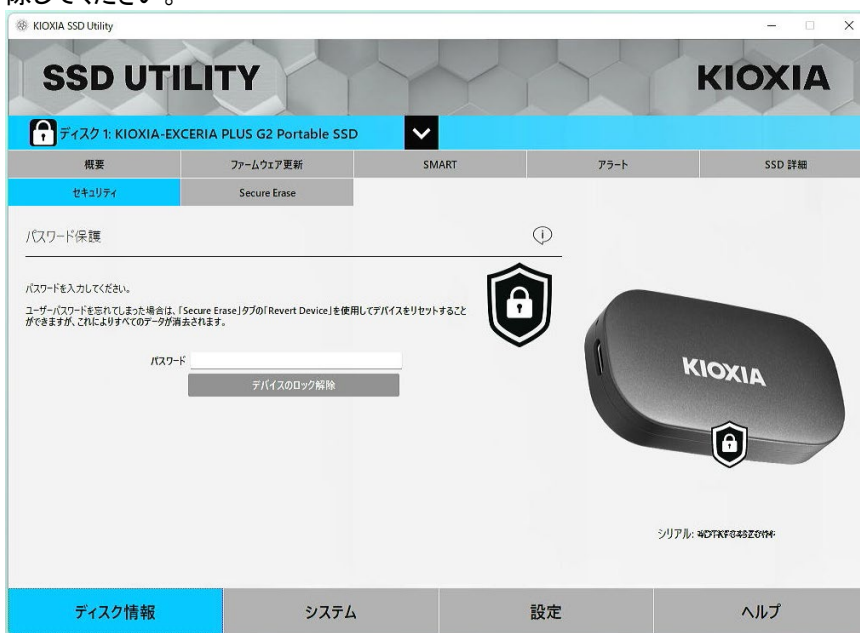 除してください。
KIOXIA SSD Utility
SSD UTILITY
KIOXIA
ディスク 1: KIOXIA-EXCERIA PLUS G2 Portable SSD
概要
ファームウェア更新
SMART
アラート
SSD 詳細
セキュリティ
Secure Erase
パスワード保護
パスワードを入力してください。
ユーザーパスワードを忘れてしまった場合は、「Secure Erase」タブの「Revert Device」を使用してデバイスをリセットすること
ができますが、これによりすべてのデータが消去されます。
パスワード
デバイスのロック解除
KIOXIA
シリアル:
ディスク情報
システム
設定
ヘルプ